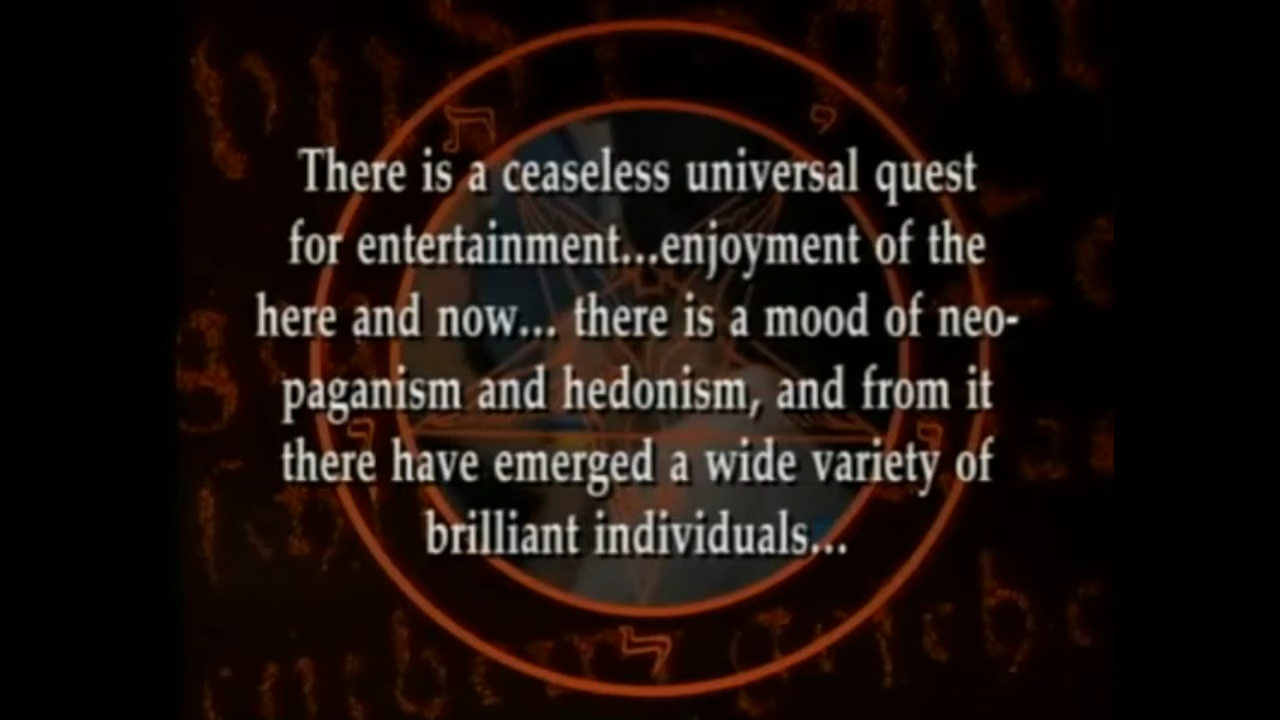 ת
י
There is a ceaseless universal quest
for entertainment...enjoyment of the
here and now... there is a mood of neo-
paganism and hedonism, and from it
there have emerged a wide variety of
brilliant individuals...
ל